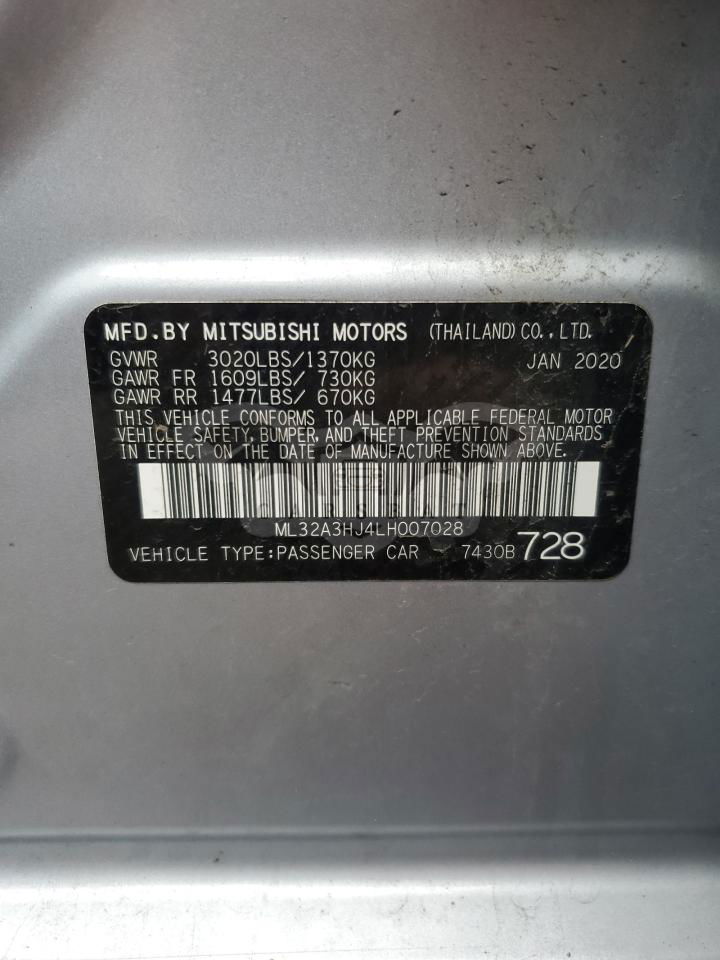 MFD.BY MITSUBISHI MOTORS (THAILAND)CO.,LTD.
GVWR 3020LBS/1370KG JAN 2020
GAWR FR 1609LBS/ 730KG
GAWR RR 1477LBS/ 670KG
THIS VEHICLE CONFORMS TO ALL APPLICABLE FEDERAL MOTOR
VEHICLE SAFETY, BUMPER, AND THEFT PREVENTION STANDARDS
IN EFFECT ON THE DATE OF MANUFACTURE SHOWN ABOVE.
ML32A3HJ4LH007028
VEHICLE TYPE:PASSENGER CAR 7430B 728